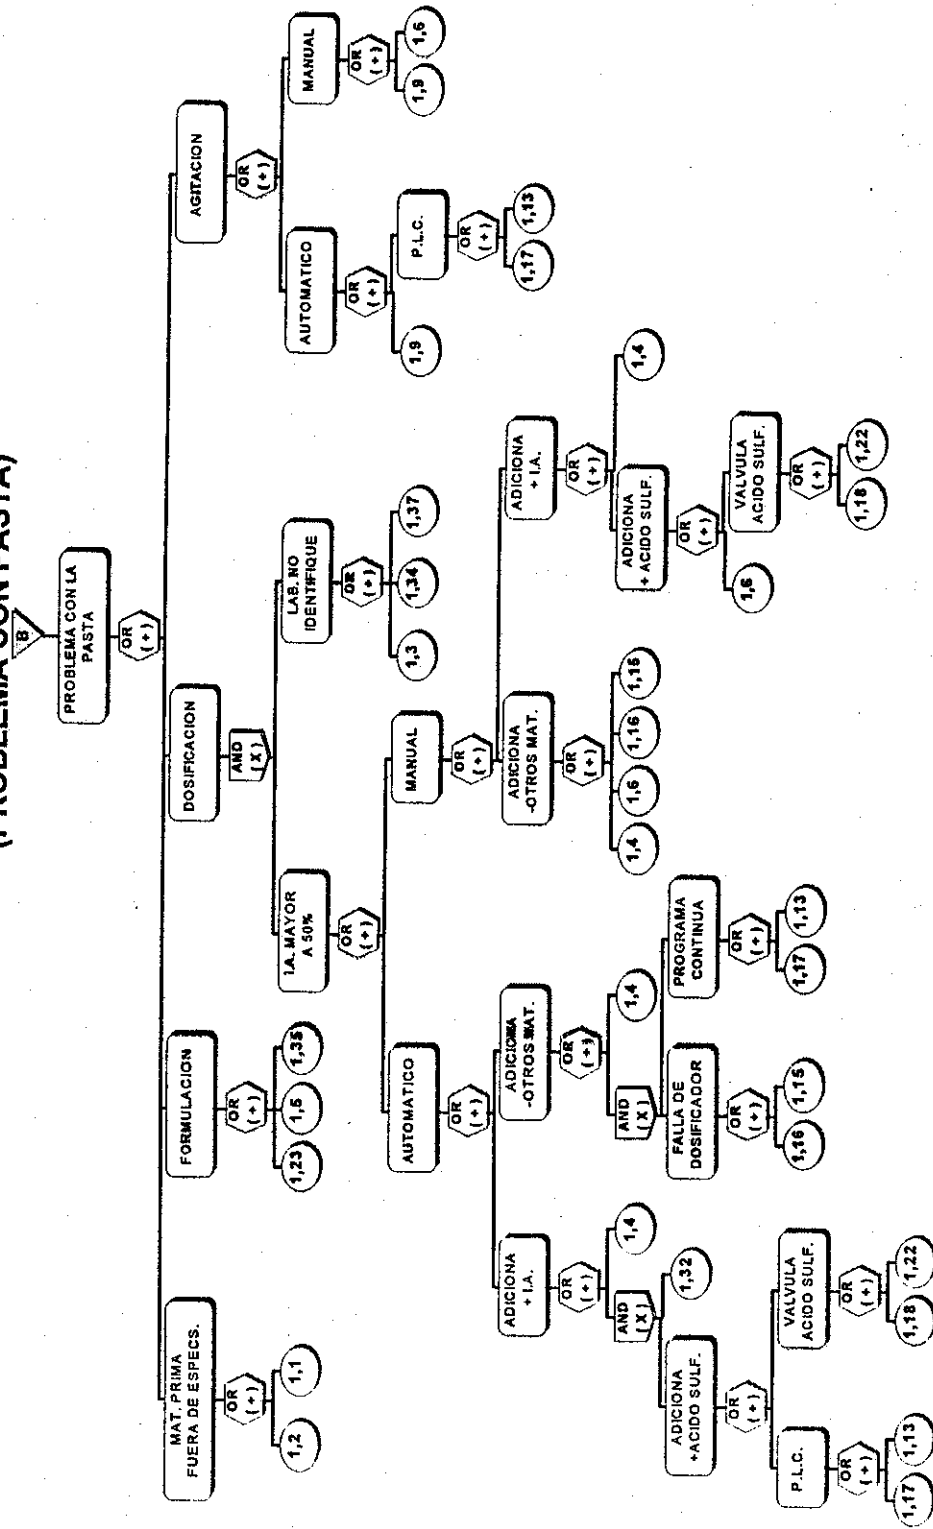 B
PROBLEMA CON LA
PASTA
OR
(+)
MAT. PRIMA
FUERA DE ESPECS.
OR
(+)
1,2
1,1
FORMULACION
OR
(+)
1,23
1,5
1,35
DOSIFICACION
AND
(X)
I.A. MAYOR
A 50%
OR
(+)
AUTOMATICO
OR
(+)
ADICIONA
+ I.A.
OR
(+)
AND
(X)
1,4
ADICIONA
+ACIDO SULF.
1,32
OR
(+)
P.L.C.
OR
(+)
1,17
1,13
VALVULA
ACIDO SULF.
OR
(+)
1,18
1,22
ADICIONA
-OTROS MAT.
OR
(+)
AND
(X)
1,4
FALLA DE
DOSIFICADOR
OR
(+)
1,16
1,15
PROGRAMA
CONTINUA
OR
(+)
1,17
1,13
MANUAL
OR
(+)
ADICIONA
-OTROS MAT.
OR
(+)
1,4
1,6
1,16
1,15
ADICIONA
+ I.A.
OR
(+)
ADICIONA
+ ACIDO SULF.
1,4
OR
(+)
1,6
VALVULA
ACIDO SULF.
OR
(+)
1,18
1,22
LAB. NO
IDENTIFIQUE
OR
(+)
1,3
1,34
1,37
AGITACION
OR
(+)
AUTOMATICO
OR
(+)
1,9
P.L.C.
OR
(+)
1,17
1,13
MANUAL
OR
(+)
1,9
1,6